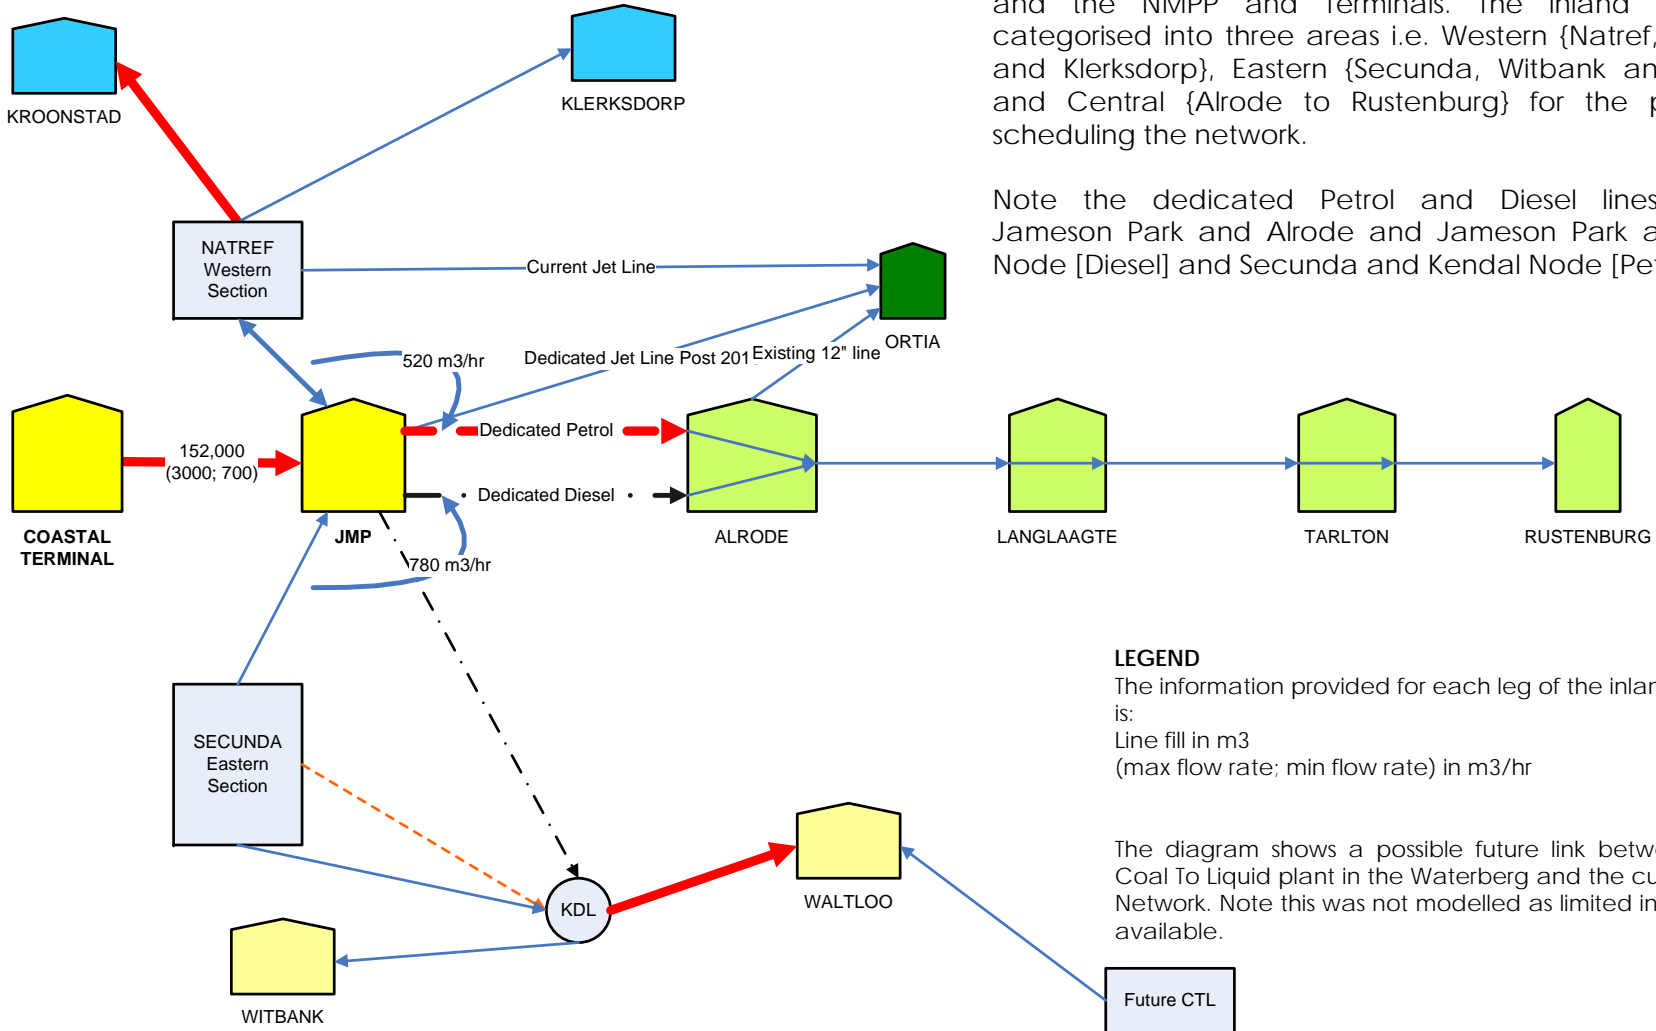 and the NMPP and Terminals. The Inland
categorised into three areas i.e. Western {Natref,
and Klerksdorp}, Eastern {Secunda, Witbank
and Central {Alrode to Rustenburg} for the
scheduling the network.
Note the dedicated Petrol and Diesel lines
Jameson Park and Alrode and Jameson Park
Node [Diesel] and Secunda and Kendal Node
KROONSTAD
KLERKSDORP
NATREF
Western
Section
Current Jet Line
ORTIA
520 m3/hr
Dedicated Jet Line Post 201
Existing 12" line
152,000
(3000; 700)
Dedicated Petrol
Dedicated Diesel
COASTAL
TERMINAL
JMP
ALRODE
LANGLAAGTE
TARLTON
RUSTENBURG
780 m3/hr
SECUNDA
Eastern
Section
LEGEND
The information provided for each leg of the
is:
Line fill in m3
(max flow rate; min flow rate) in m3/hr
The diagram shows a possible future link
Coal To Liquid plant in the Waterberg and the
Network. Note this was not modelled as limited
available.
WALTLOO
KDL
WITBANK
Future CTL